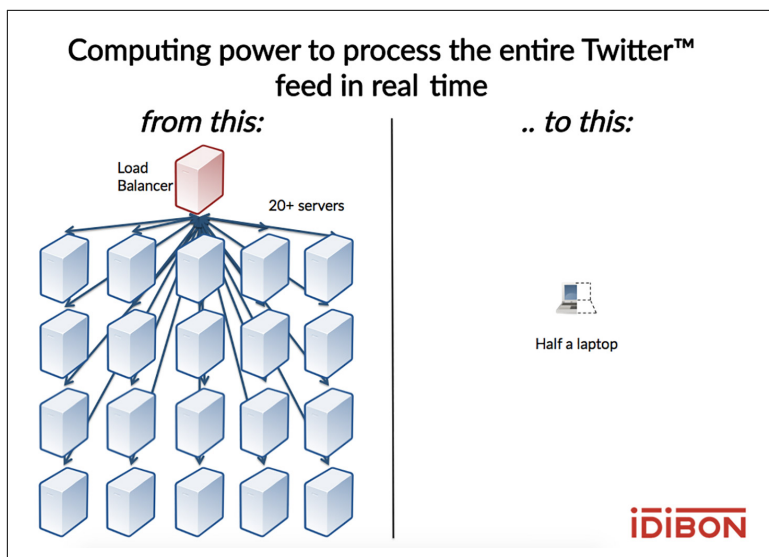 Computing power to process the entire Twitter™
feed in real time
from this:
.. to this:
Load
Balancer
20+ servers
Half a laptop
iDiBON